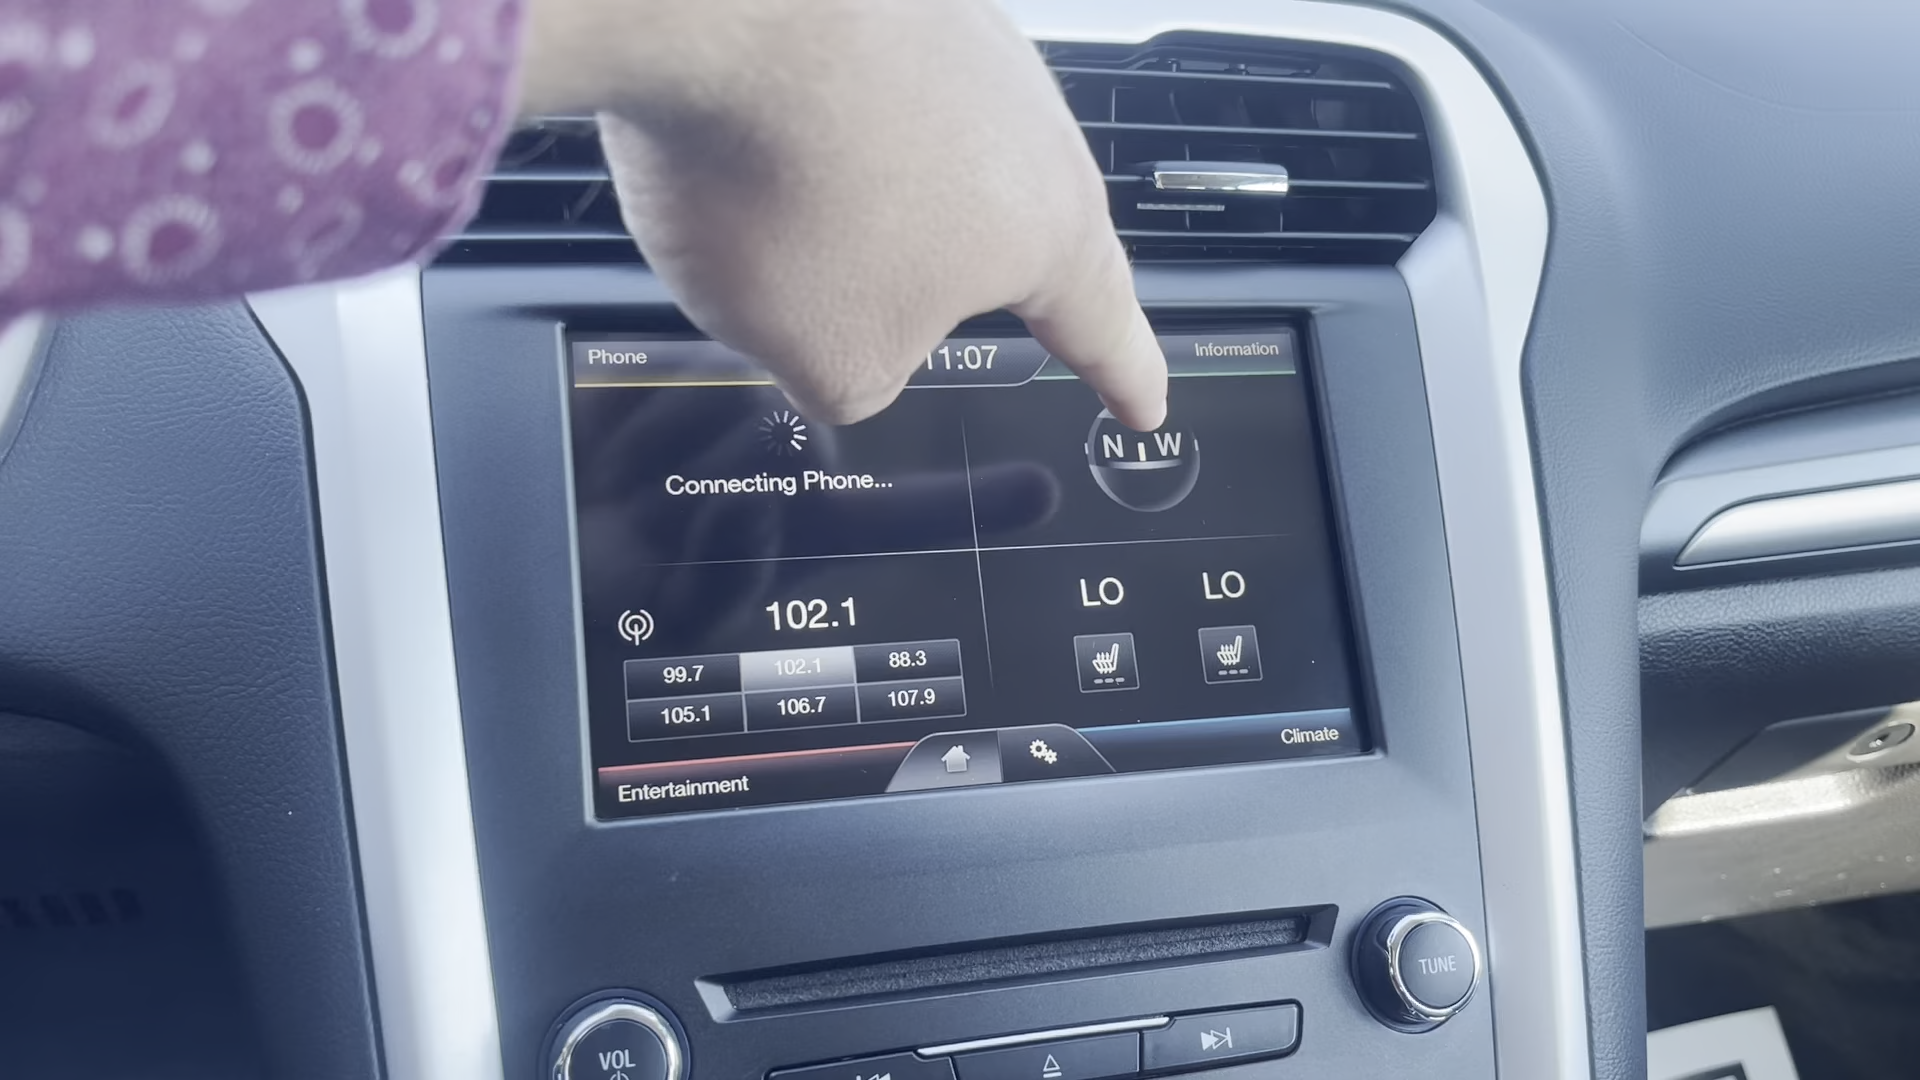 Phone
11:07
Information
Connecting Phone...
N W
102.1
LO LO
99.7 102.1 88.3
105.1 106.7 107.9
Entertainment
Climate
TUNE
VOL